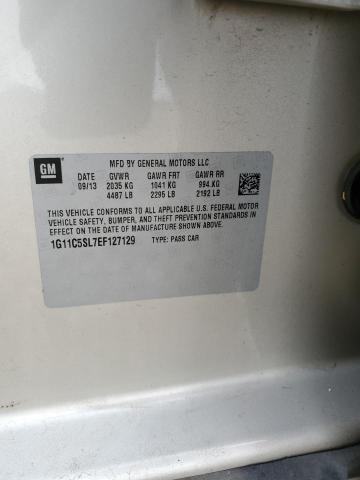 GM
MFD BY GENERAL MOTORS LLC
DATE GVWR GAWR FRT GAWR RR
09/13 2035 KG 1041 KG 994 KG
4487 LB 2295 LB 2192 LB
THIS VEHICLE CONFORMS TO ALL APPLICABLE U.S. FEDERAL MOTOR
VEHICLE SAFETY, BUMPER, AND THEFT PREVENTION STANDARDS IN
EFFECT ON THE DATE OF MANUFACTURE SHOWN ABOVE.
1G11C5SL7EF127129 TYPE: PASS CAR